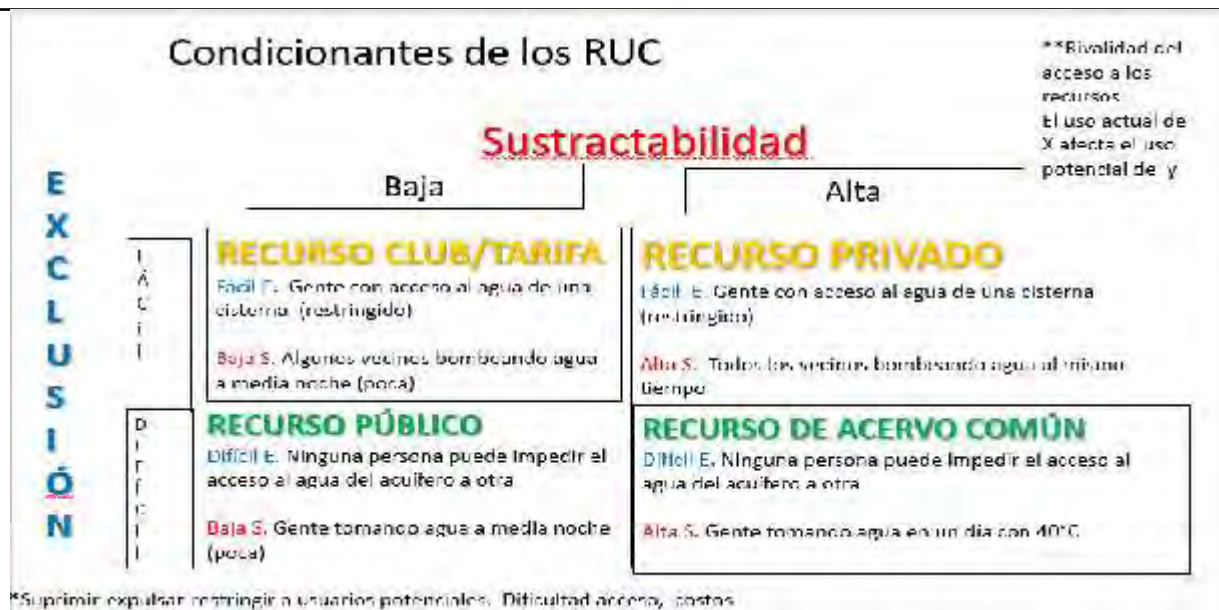 Condicionantes de los RUC
**Rivalidad del
acceso a los
recursos
El uso actual de
X afecta el uso
potencial de y
Sustractabilidad
Baja
Alta
EXCLUSIÓN
FÁCIL
RECURSO CLUB/TARIFA
Fácil E. Gente con acceso al agua de una
cisterna (restringido)
Baja S. Algunos vecinos bombeando agua
a media noche (poca)
RECURSO PRIVADO
Fácil E. Gente con acceso al agua de una cisterna
(restringido)
Alta S. Todos los vecinos bombeando agua al mismo
tiempo
DIFÍCIL
RECURSO PÚBLICO
Difícil E. Ninguna persona puede impedir el
acceso al agua del acuífero a otra
Baja S. Gente tomando agua a media noche
(poca)
RECURSO DE ACERVO COMÚN
Difícil E. Ninguna persona puede impedir el acceso al
agua del acuífero a otra
Alta S. Gente tomando agua en un día con 40°C
*Suprimir expulsar restringir a usuarios potenciales. Dificultad acceso, costos